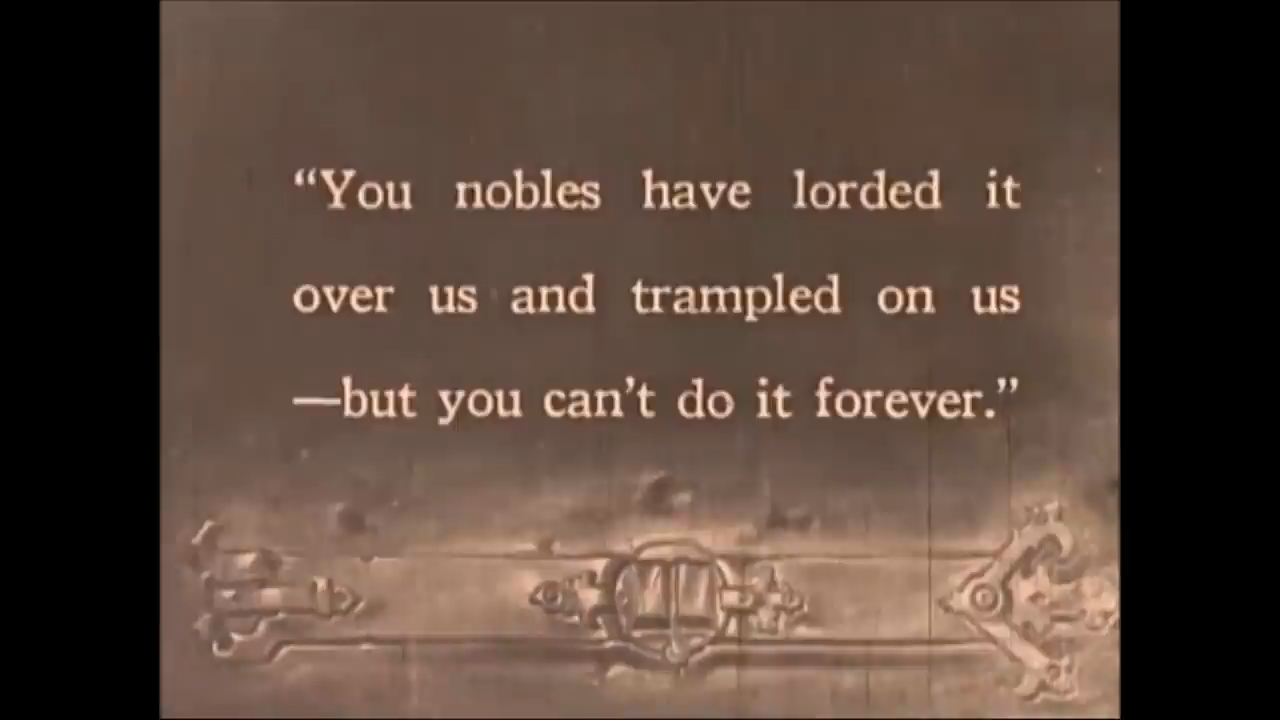 “You nobles have lorded it
over us and trampled on us
—but you can’t do it forever.”